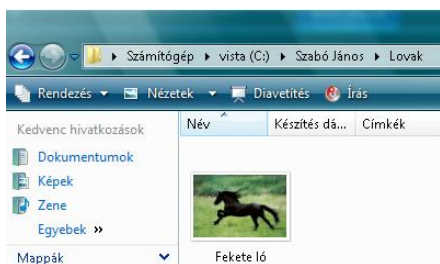 Számítógép ▸ vista (C:) ▸ Szabó János ▸ Lovak
Rendezés Nézetek Diavetítés Írás
Kedvenc hivatkozások
Név Készítés dá... Címkék
Dokumentumok
Képek
Zene
Egyebek »
Mappák
Fekete ló